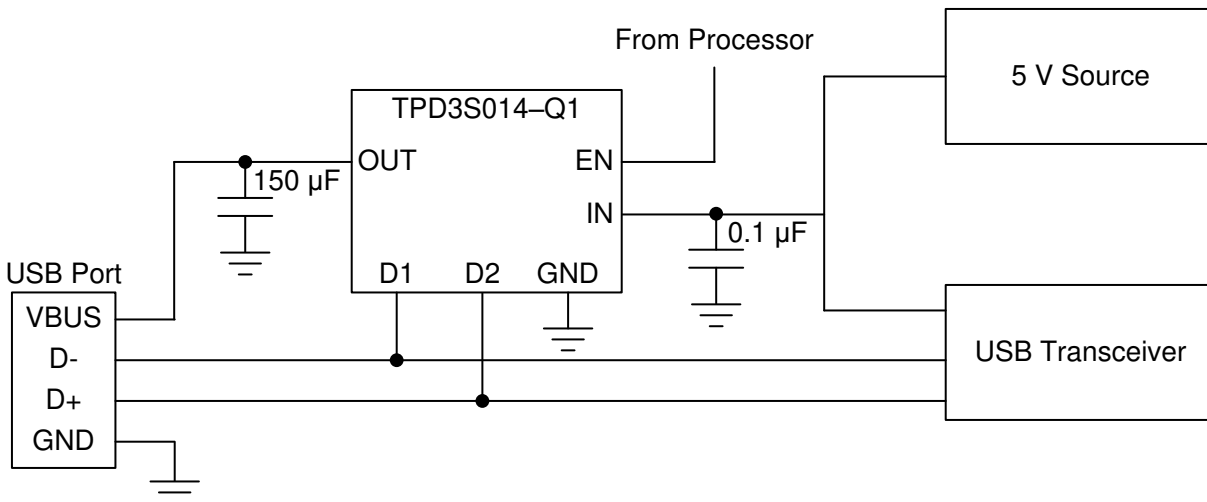 From Processor
5 V Source
TPD3S014–Q1
OUT
EN
150 µF
IN
0.1 µF
USB Port
D1
D2
GND
VBUS
D-
USB Transceiver
D+
GND